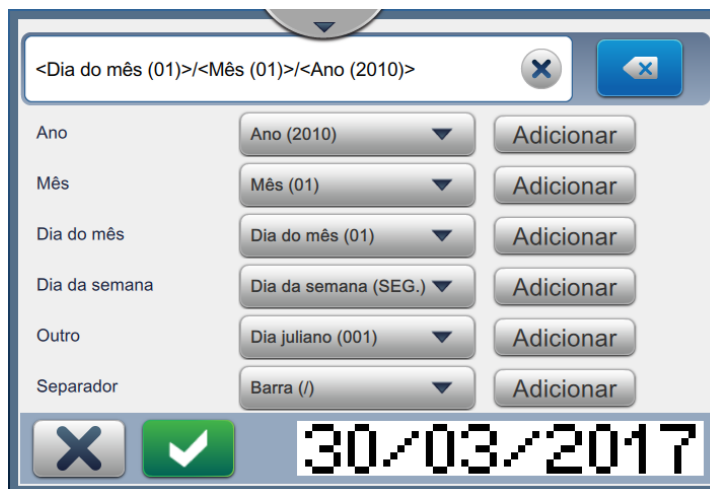 <Dia do mês (01)>/<Mês (01)>/<Ano (2010)>
Ano Ano (2010) Adicionar
Mês Mês (01) Adicionar
Dia do mês Dia do mês (01) Adicionar
Dia da semana Dia da semana (SEG.) Adicionar
Outro Dia juliano (001) Adicionar
Separador Barra (/) Adicionar
30/03/2017